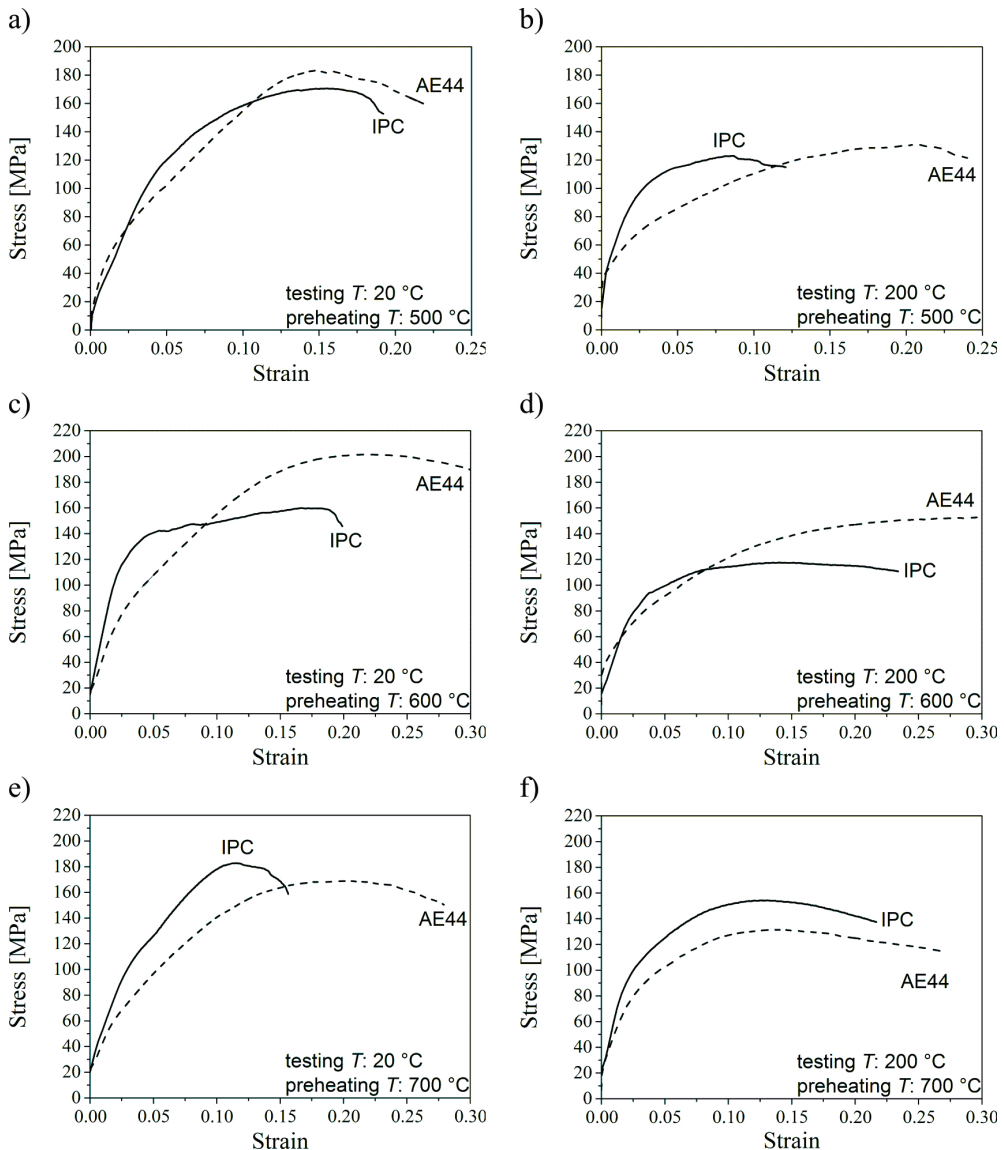 a)
200
180
160
140
120
100
80
60
40
20
0
Stress [MPa]
AE44
IPC
testing T: 20 °C
preheating T: 500 °C
0.00 0.05 0.10 0.15 0.20 0.25
Strain
b)
200
180
160
140
120
100
80
60
40
20
0
Stress [MPa]
IPC
AE44
testing T: 200 °C
preheating T: 500 °C
0.00 0.05 0.10 0.15 0.20 0.25
Strain
c)
220
200
180
160
140
120
100
80
60
40
20
0
Stress [MPa]
AE44
IPC
testing T: 20 °C
preheating T: 600 °C
0.00 0.05 0.10 0.15 0.20 0.25 0.30
Strain
d)
220
200
180
160
140
120
100
80
60
40
20
0
Stress [MPa]
AE44
IPC
testing T: 200 °C
preheating T: 600 °C
0.00 0.05 0.10 0.15 0.20 0.25 0.30
Strain
e)
220
200
180
160
140
120
100
80
60
40
20
0
Stress [MPa]
IPC
AE44
testing T: 20 °C
preheating T: 700 °C
0.00 0.05 0.10 0.15 0.20 0.25 0.30
Strain
f)
220
200
180
160
140
120
100
80
60
40
20
0
Stress [MPa]
IPC
AE44
testing T: 200 °C
preheating T: 700 °C
0.00 0.05 0.10 0.15 0.20 0.25 0.30
Strain